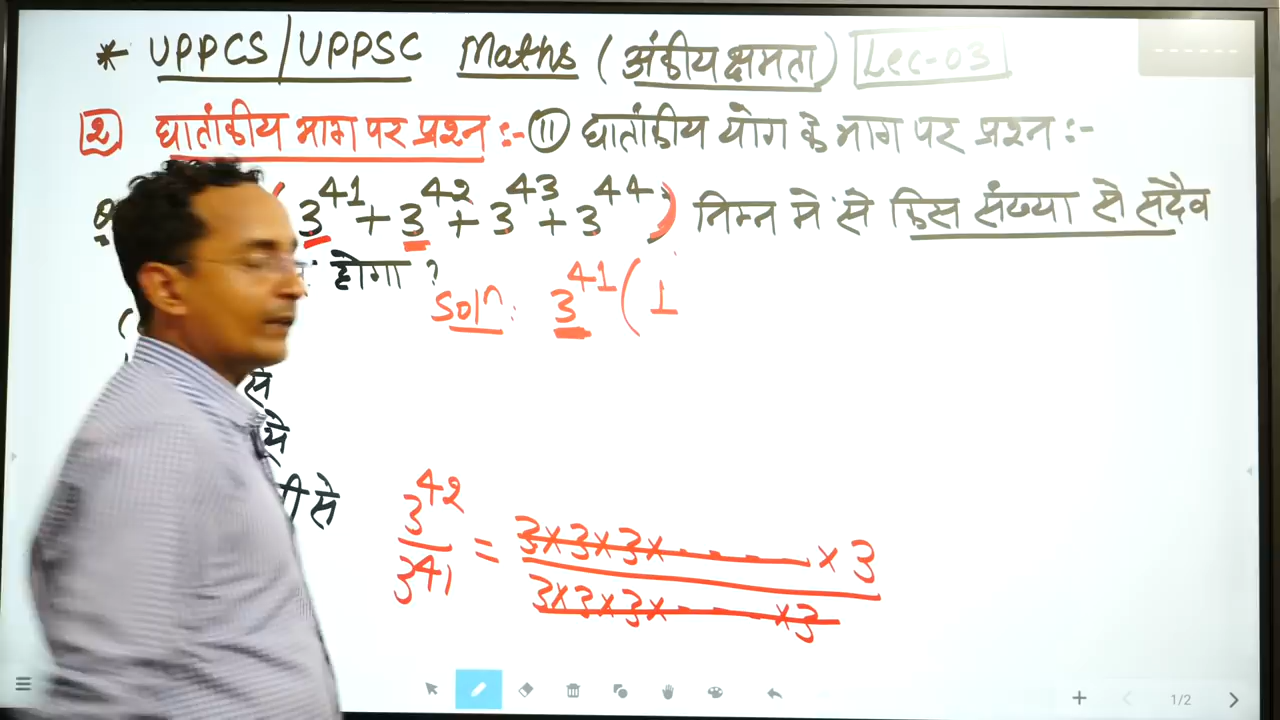 * UPPCS/UPPSC Maths (अंकीय क्षमता) Lec-03
2 घातांकीय भाग पर प्रश्न :- (11) घातांकीय योग के भाग पर प्रश्न :-
3^41 + 3^42 + 3^43 + 3^44) निम्न में से किस संख्या से सदैव
होगा ?
Solⁿ: 3^41 ( 1
से
से
से
3^42 / 3^41 = 3×3×3×------- ×3 / 3×3×3×------×3
1/2